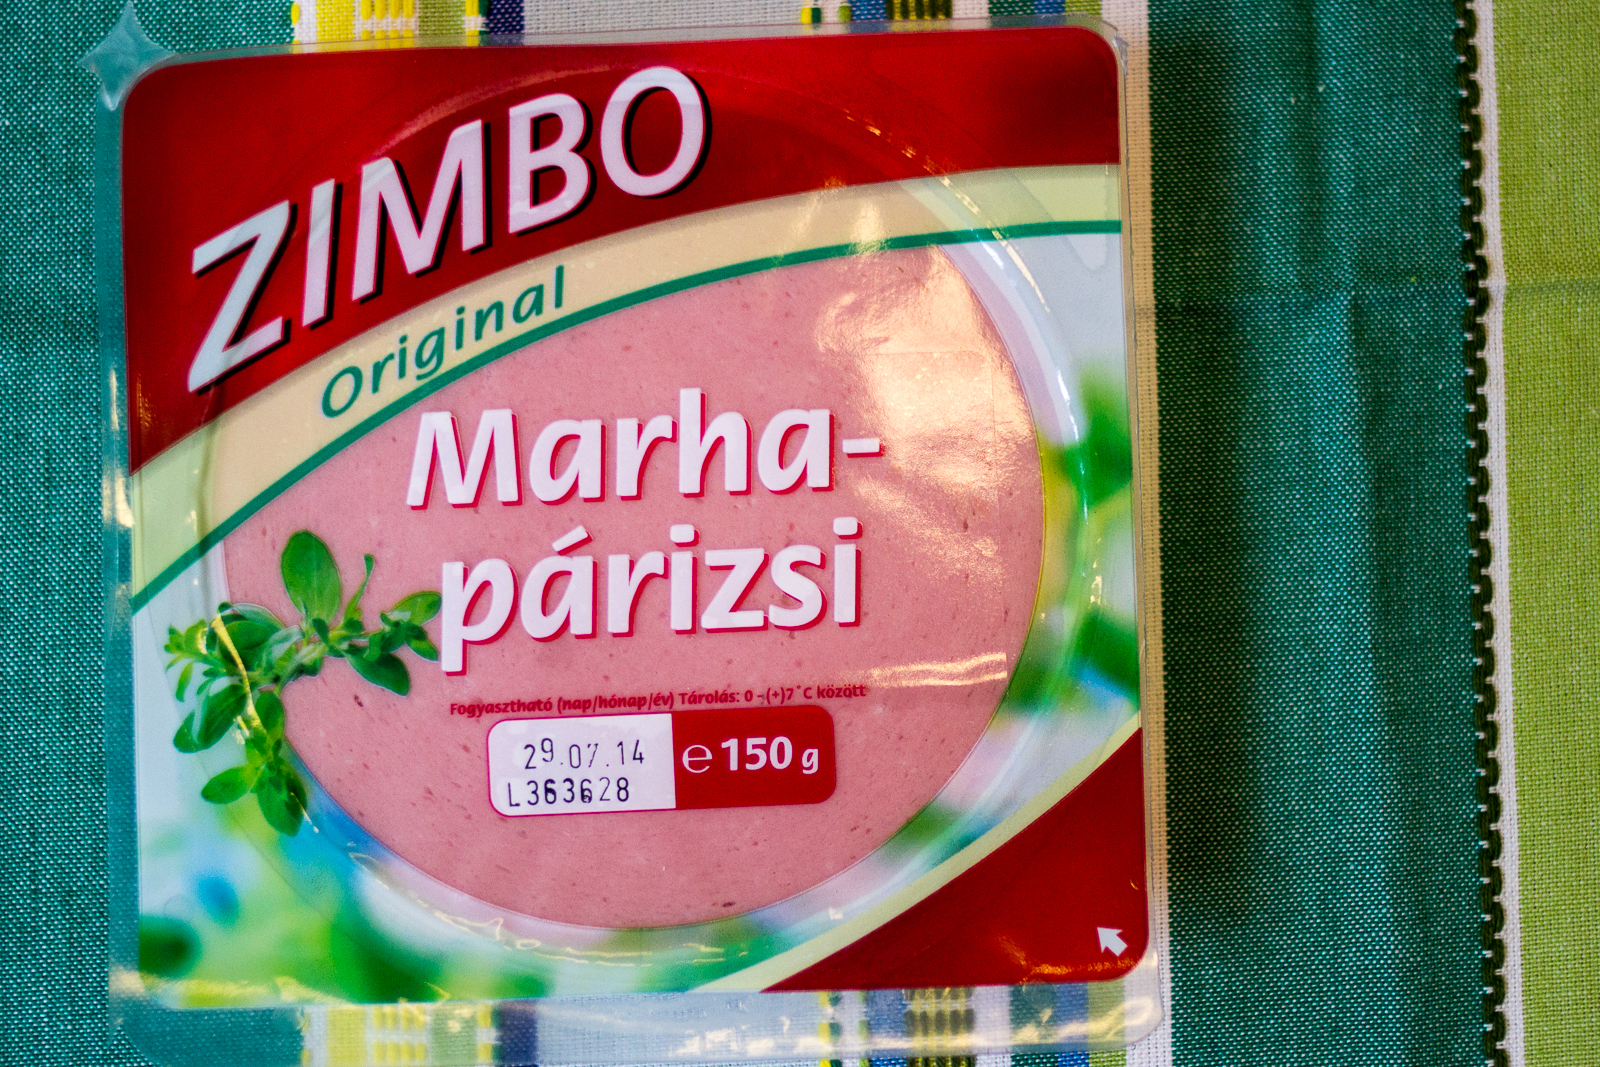 ZIMBO
Original
Marha-
párizsi
Fogyasztható (nap/hónap/év) Tárolás: 0 -(+)7°C között
29.07.14
L363628
℮ 150 g